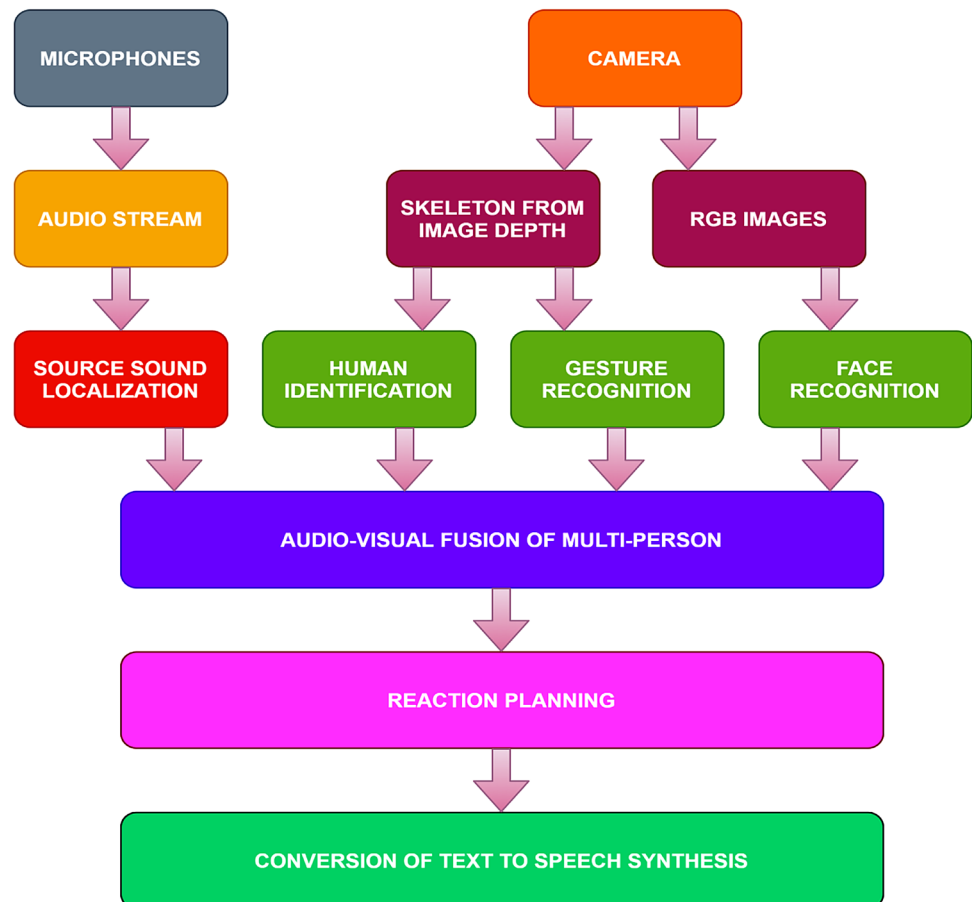 MICROPHONES
CAMERA
AUDIO STREAM
SKELETON FROM
IMAGE DEPTH
RGB IMAGES
SOURCE SOUND
LOCALIZATION
HUMAN
IDENTIFICATION
GESTURE
RECOGNITION
FACE
RECOGNITION
AUDIO-VISUAL FUSION OF MULTI-PERSON
REACTION PLANNING
CONVERSION OF TEXT TO SPEECH SYNTHESIS